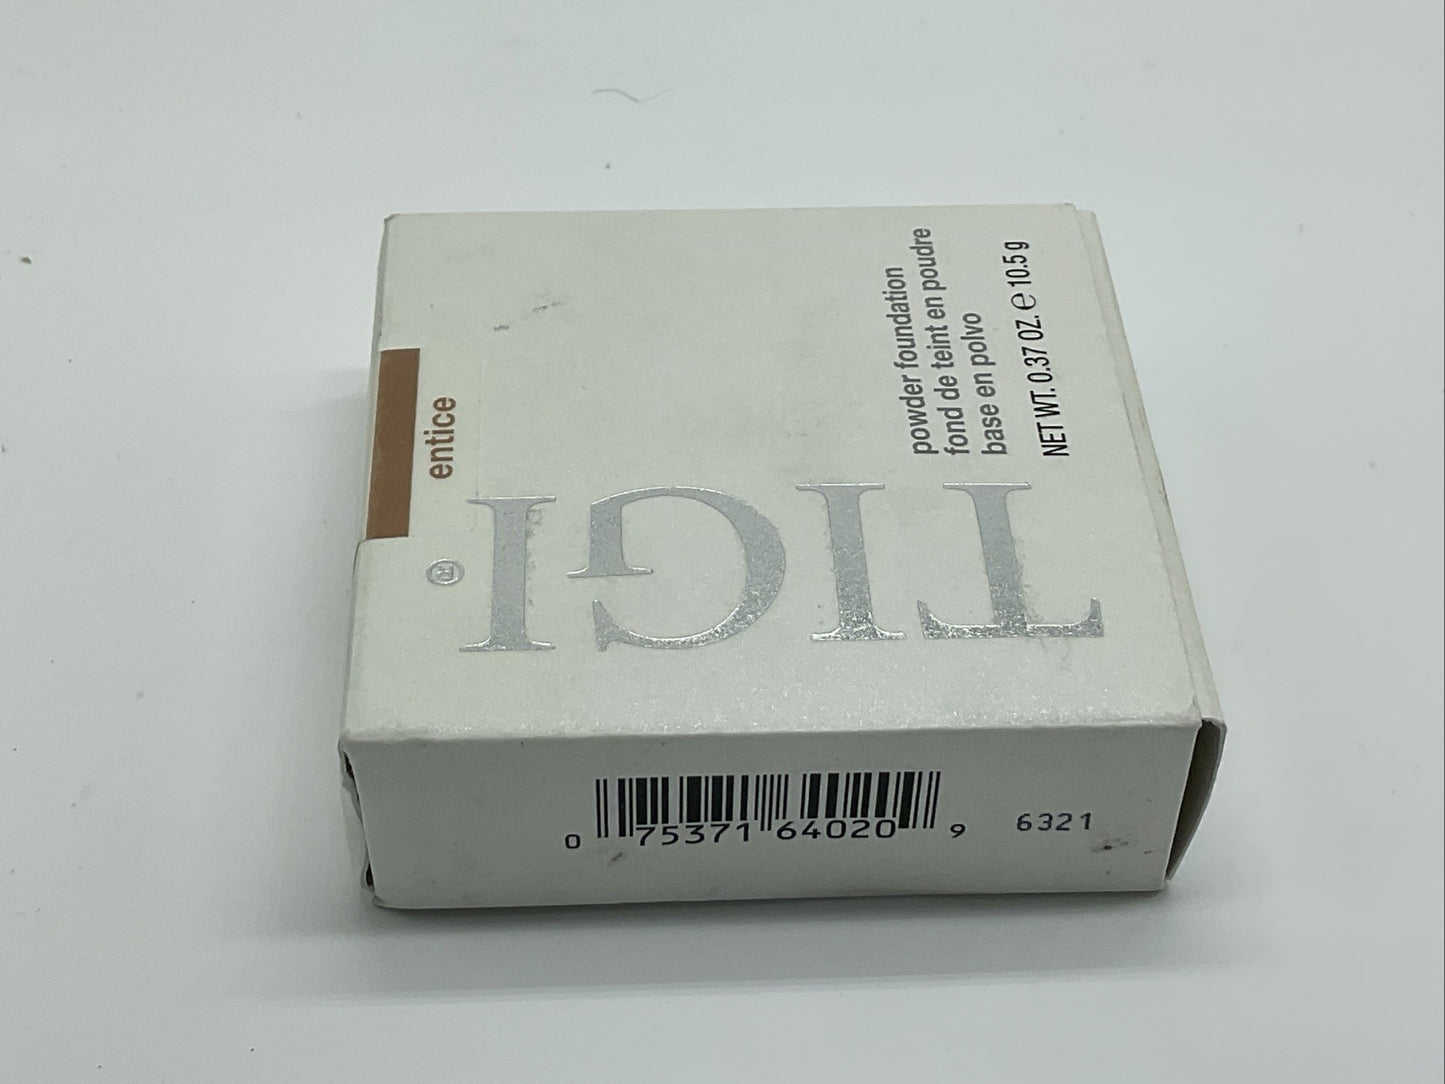 TIGI®
powder foundation
fond de teint en poudre
base en polvo
NET WT. 0.37 OZ. ℮ 10.5 g
entice
0 75371 64020 9
6321